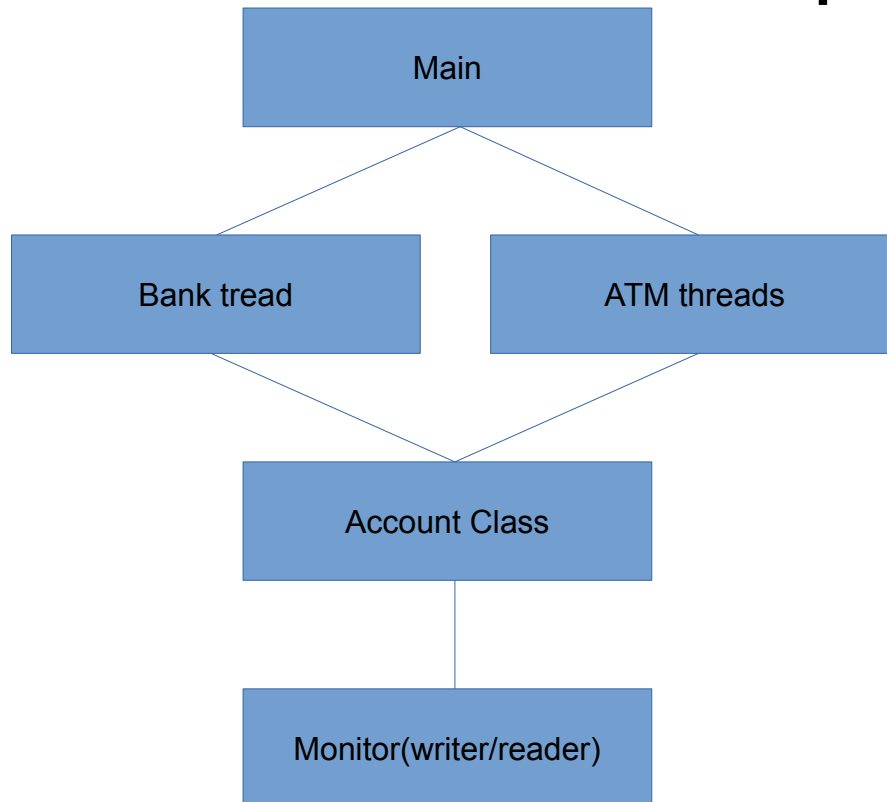 Main
Bank tread
ATM threads
Account Class
Monitor(writer/reader)